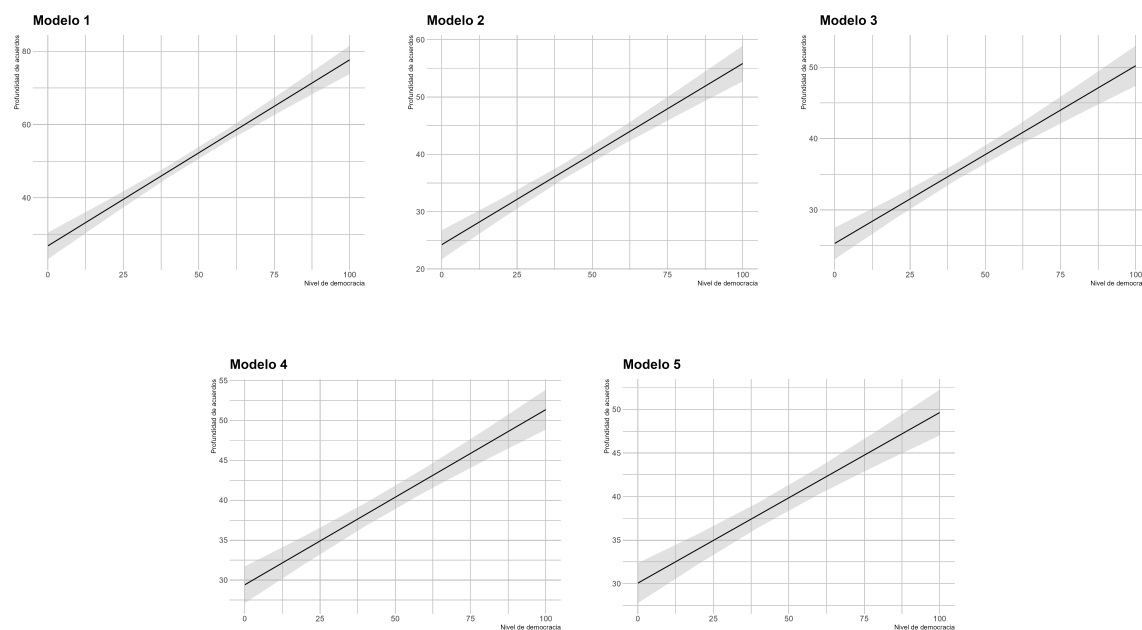 Modelo 1
Profundidad de acuerdos
80
60
40
0 25 50 75 100
Nivel de democracia
Modelo 2
Profundidad de acuerdos
60
50
40
30
20
0 25 50 75 100
Nivel de democracia
Modelo 3
Profundidad de acuerdos
50
40
30
0 25 50 75 100
Nivel de democra
Modelo 4
Profundidad de acuerdos
55
50
45
40
35
30
0 25 50 75 100
Nivel de democracia
Modelo 5
Profundidad de acuerdos
50
45
40
35
30
0 25 50 75 100
Nivel de democracia